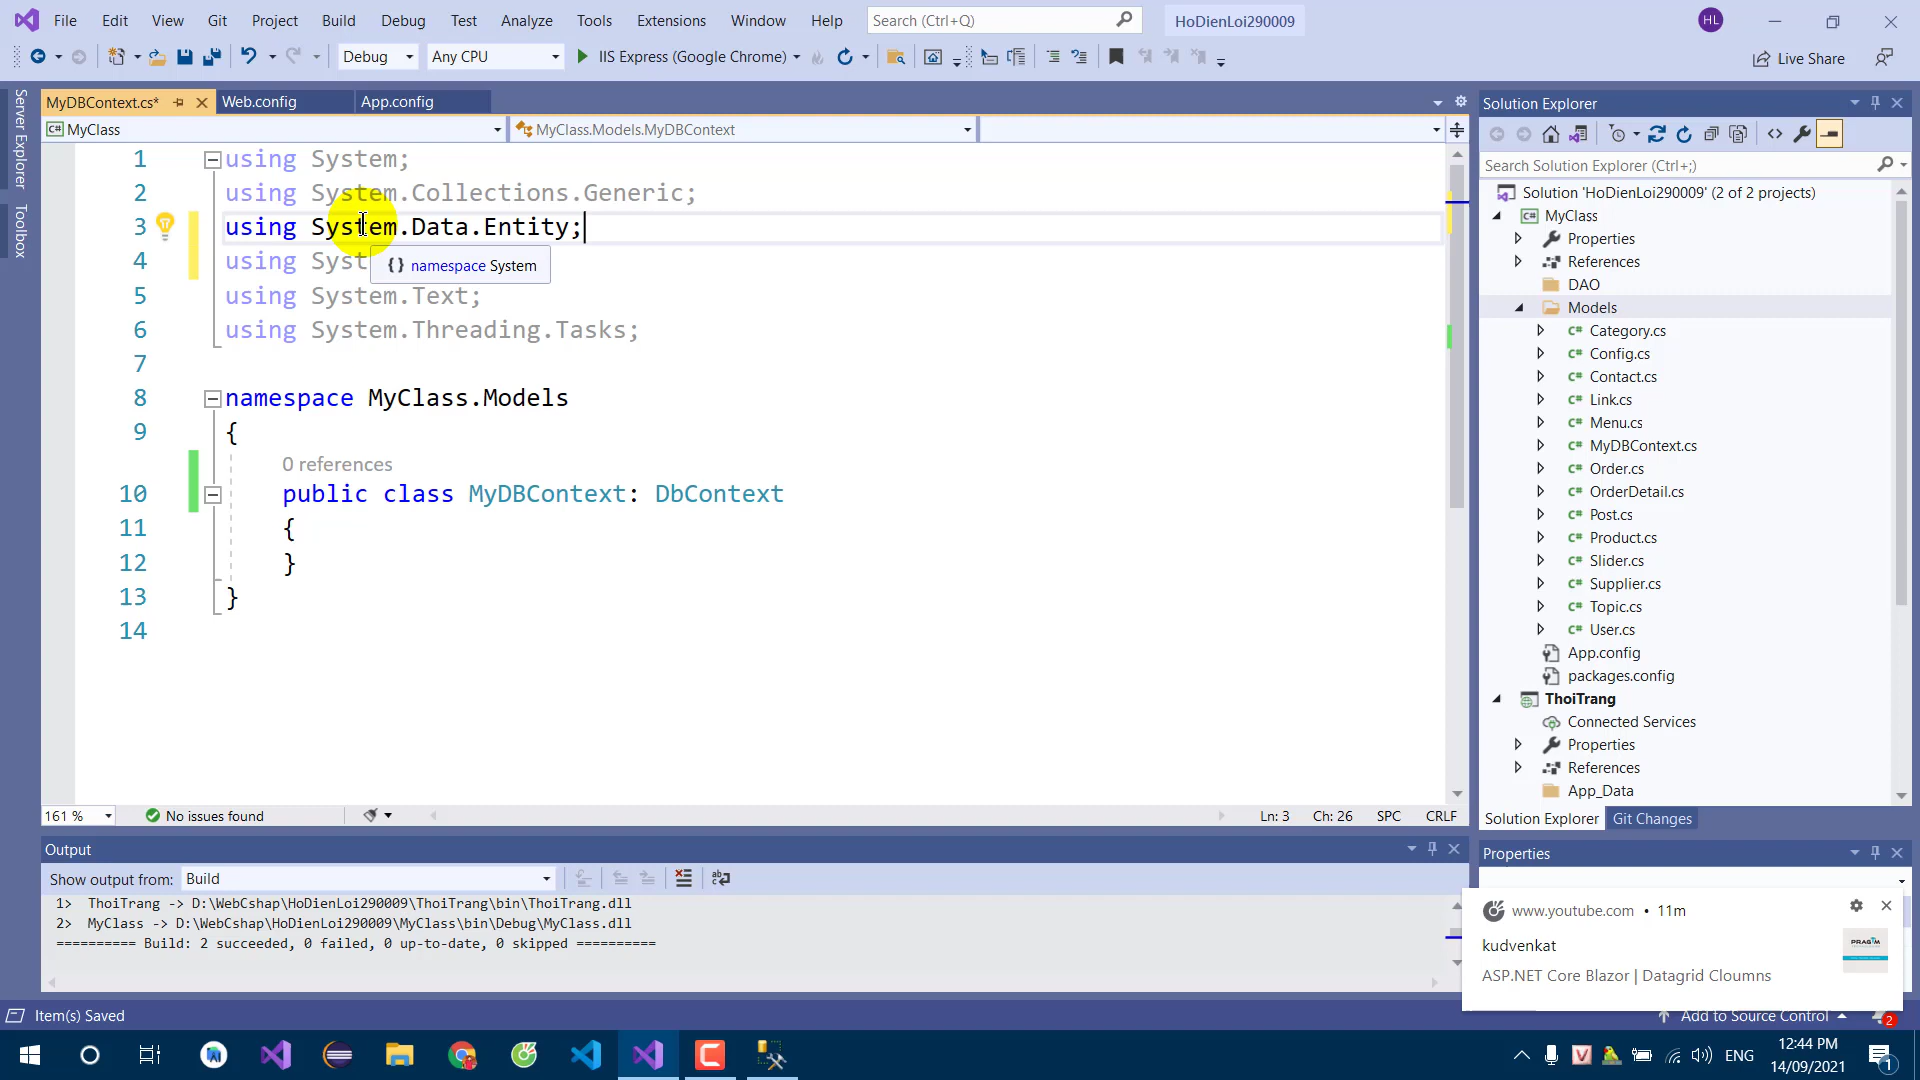 File Edit View Git Project Build Debug Test Analyze Tools Extensions Window Help Search (Ctrl+Q) HoDienLoi290009 HL
Debug Any CPU IIS Express (Google Chrome) Live Share
Server Explorer
Toolbox
MyDBContext.cs* Web.config App.config
C# MyClass MyClass.Models.MyDBContext
1 using System;
2 using System.Collections.Generic;
3 using System.Data.Entity;
4 using Syst
{ } namespace System
5 using System.Text;
6 using System.Threading.Tasks;
7
8 namespace MyClass.Models
9 {
0 references
10 public class MyDBContext: DbContext
11 {
12 }
13 }
14
161 % No issues found Ln: 3 Ch: 26 SPC CRLF
Output
Show output from: Build
1> ThoiTrang -> D:\WebCshap\HoDienLoi290009\ThoiTrang\bin\ThoiTrang.dll
2> MyClass -> D:\WebCshap\HoDienLoi290009\MyClass\bin\Debug\MyClass.dll
========== Build: 2 succeeded, 0 failed, 0 up-to-date, 0 skipped ==========
Solution Explorer
Search Solution Explorer (Ctrl+;)
Solution 'HoDienLoi290009' (2 of 2 projects)
C# MyClass
Properties
References
DAO
Models
C# Category.cs
C# Config.cs
C# Contact.cs
C# Link.cs
C# Menu.cs
C# MyDBContext.cs
C# Order.cs
C# OrderDetail.cs
C# Post.cs
C# Product.cs
C# Slider.cs
C# Supplier.cs
C# Topic.cs
C# User.cs
App.config
packages.config
ThoiTrang
Connected Services
Properties
References
App_Data
Solution Explorer Git Changes
Properties
www.youtube.com • 11m
kudvenkat
PRAGIM
ASP.NET Core Blazor | Datagrid Cloumns
Item(s) Saved Add to Source Control 2
ENG 12:44 PM
14/09/2021 1